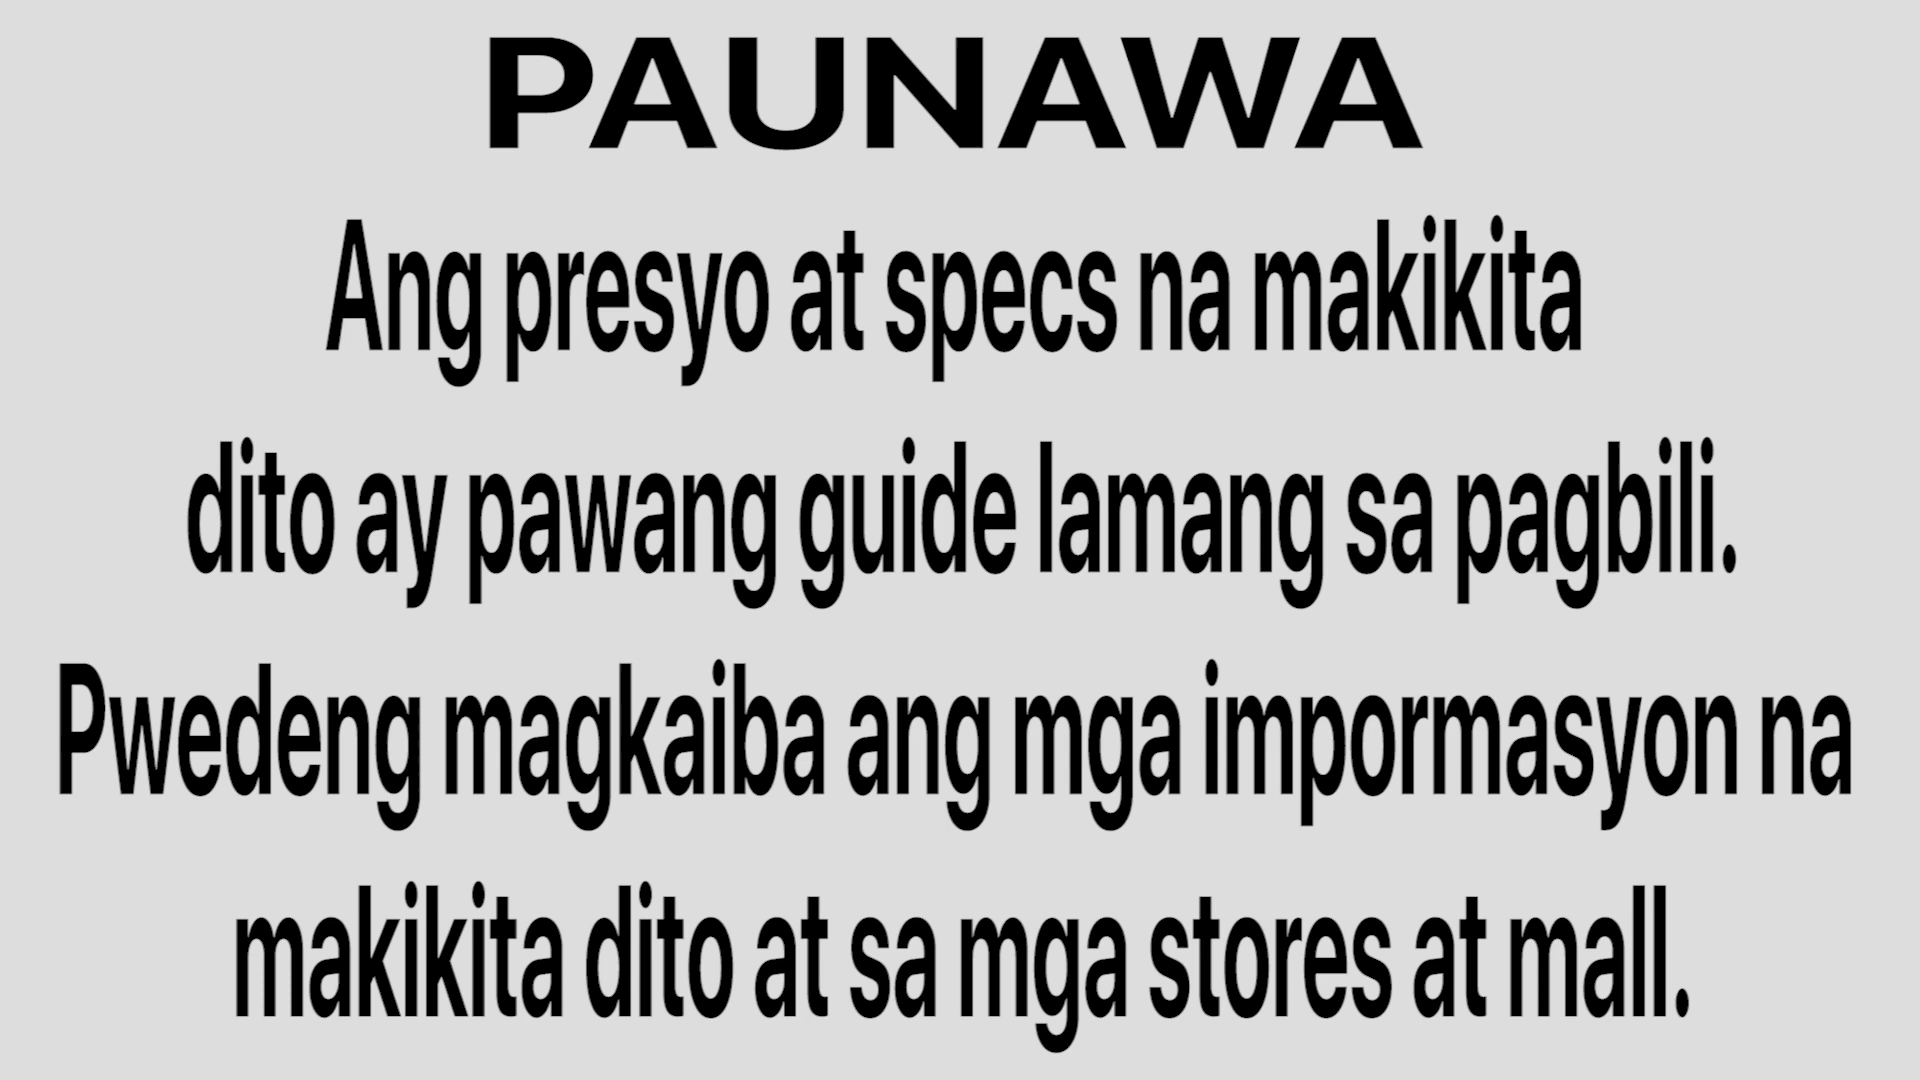 PAUNAWA
Ang presyo at specs na makikita
dito ay pawang guide lamang sa pagbili.
Pwedeng magkaiba ang mga impormasyon na
makikita dito at sa mga stores at mall.